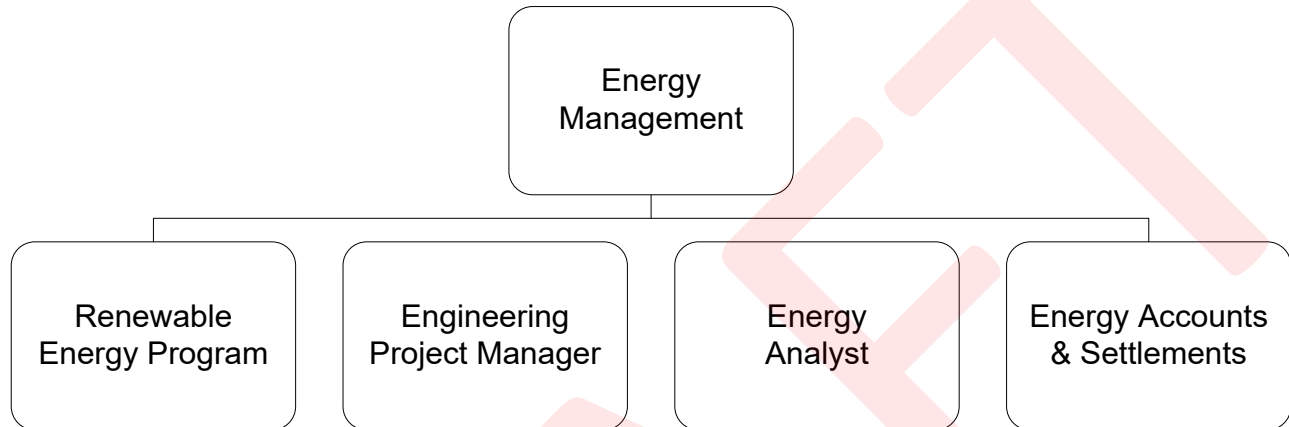 Energy
Management
Renewable
Energy Program
Engineering
Project Manager
Energy
Analyst
Energy Accounts
& Settlements